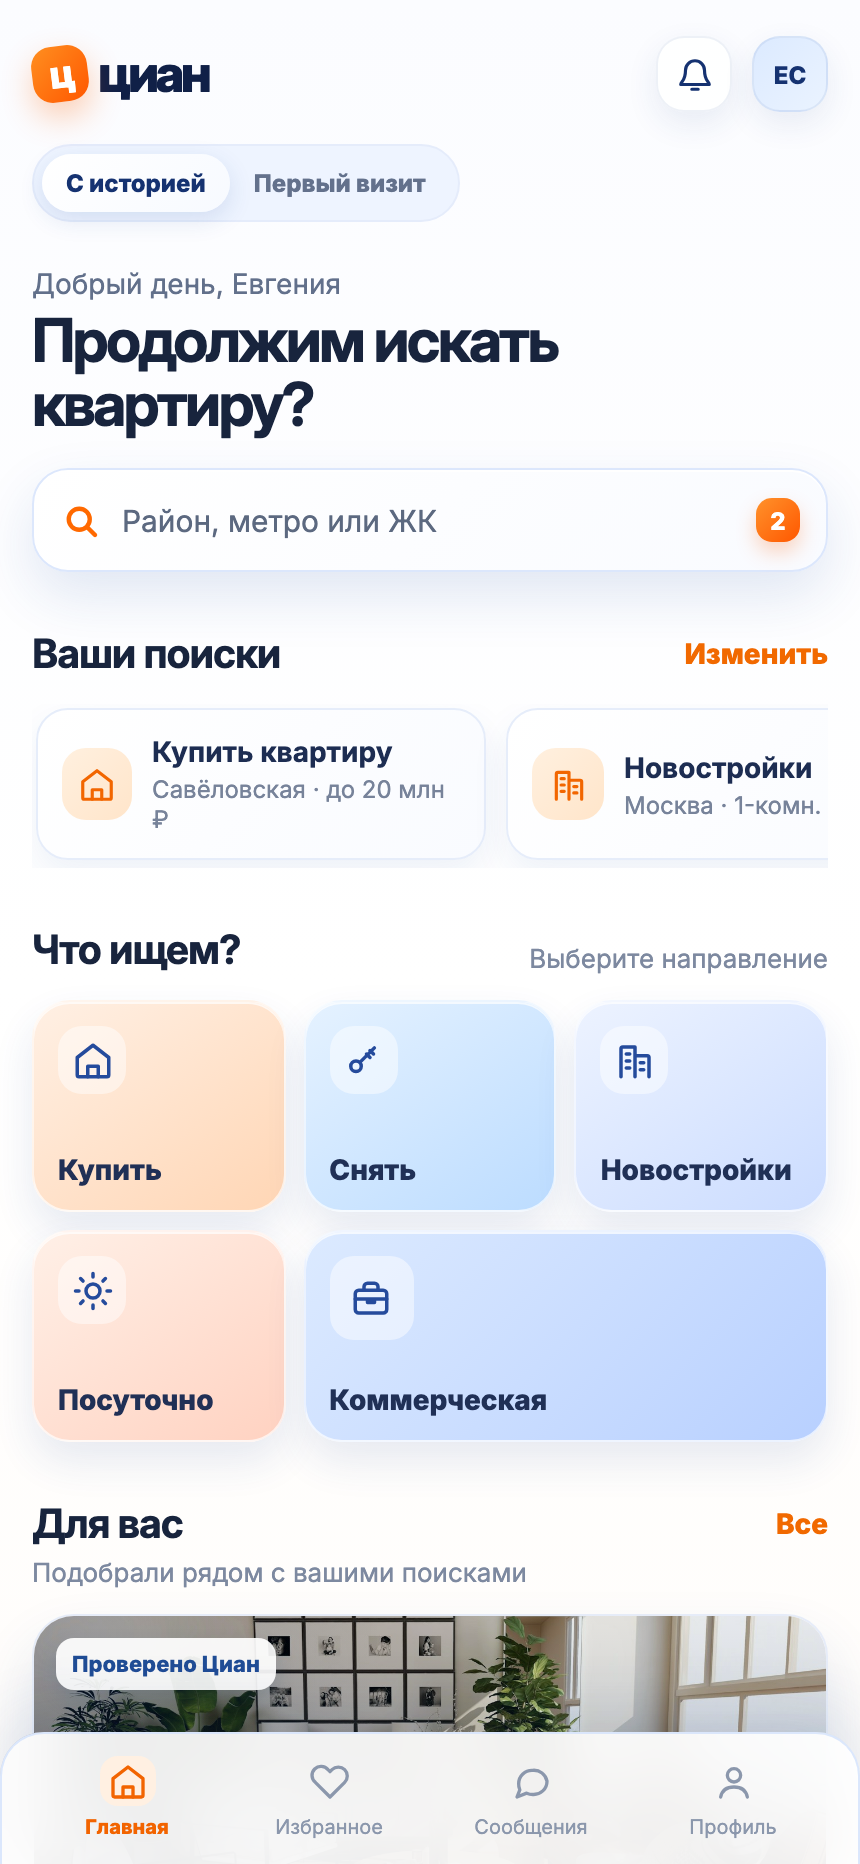 ц циан
ЕС
С историей
Первый визит
Добрый день, Евгения
Продолжим искать
квартиру?
Район, метро или ЖК
2
Ваши поиски
Изменить
Купить квартиру
Савёловская · до 20 млн
₽
Новостройки
Москва · 1-комн.
Что ищем?
Выберите направление
Купить
Снять
Новостройки
Посуточно
Коммерческая
Для вас
Все
Подобрали рядом с вашими поисками
Проверено Циан
Главная
Избранное
Сообщения
Профиль